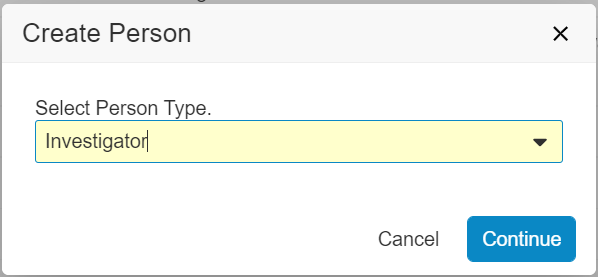 Create Person
Select Person Type.
Investigator
Cancel Continue